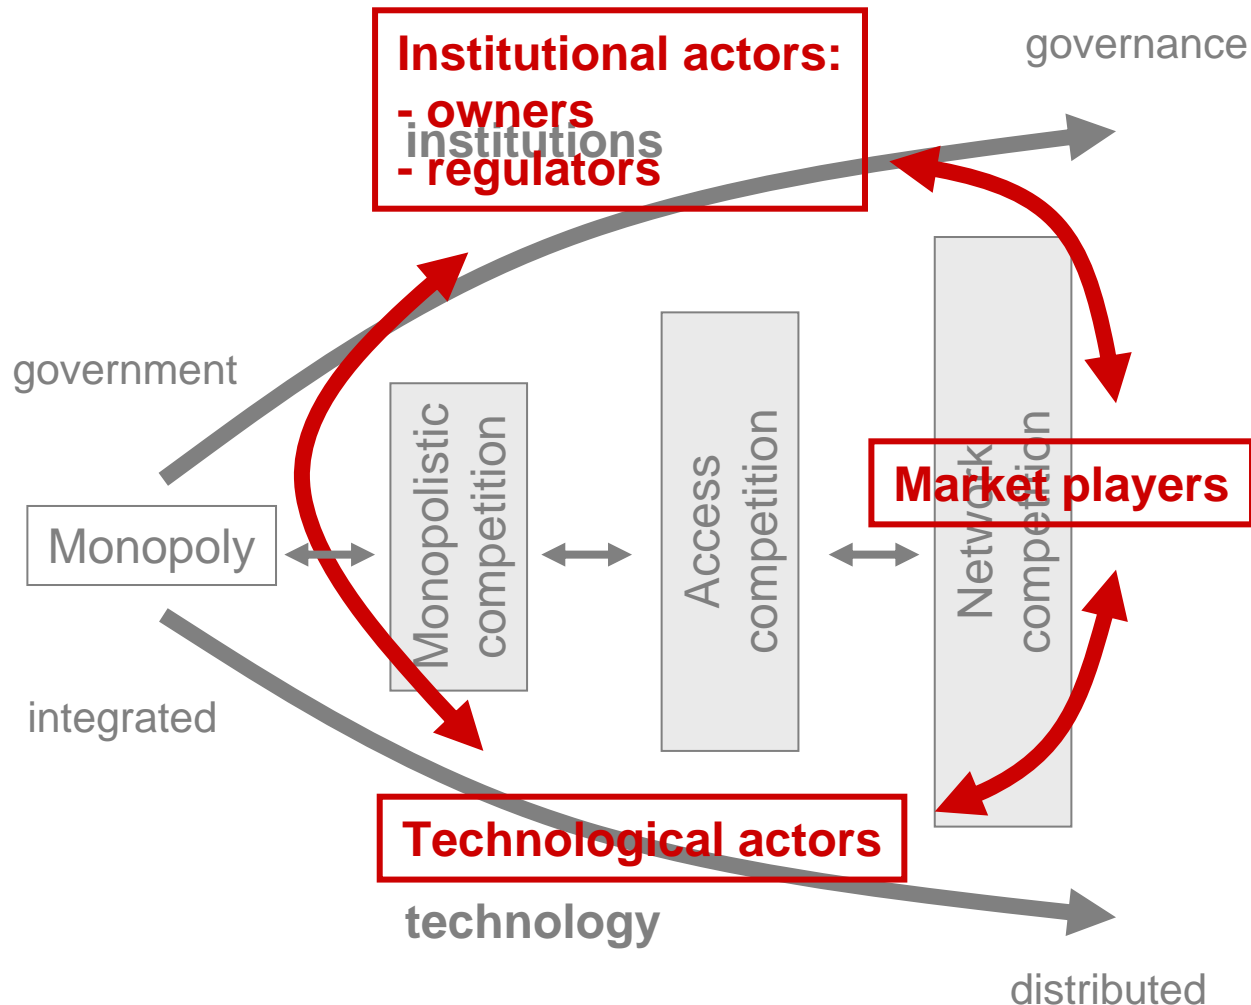 governance
Institutional actors:
- owners
institutions
- regulators
government
Monopoly
Monopolistic
competition
Access
competition
Network
competition
Market players
integrated
Technological actors
technology
distributed